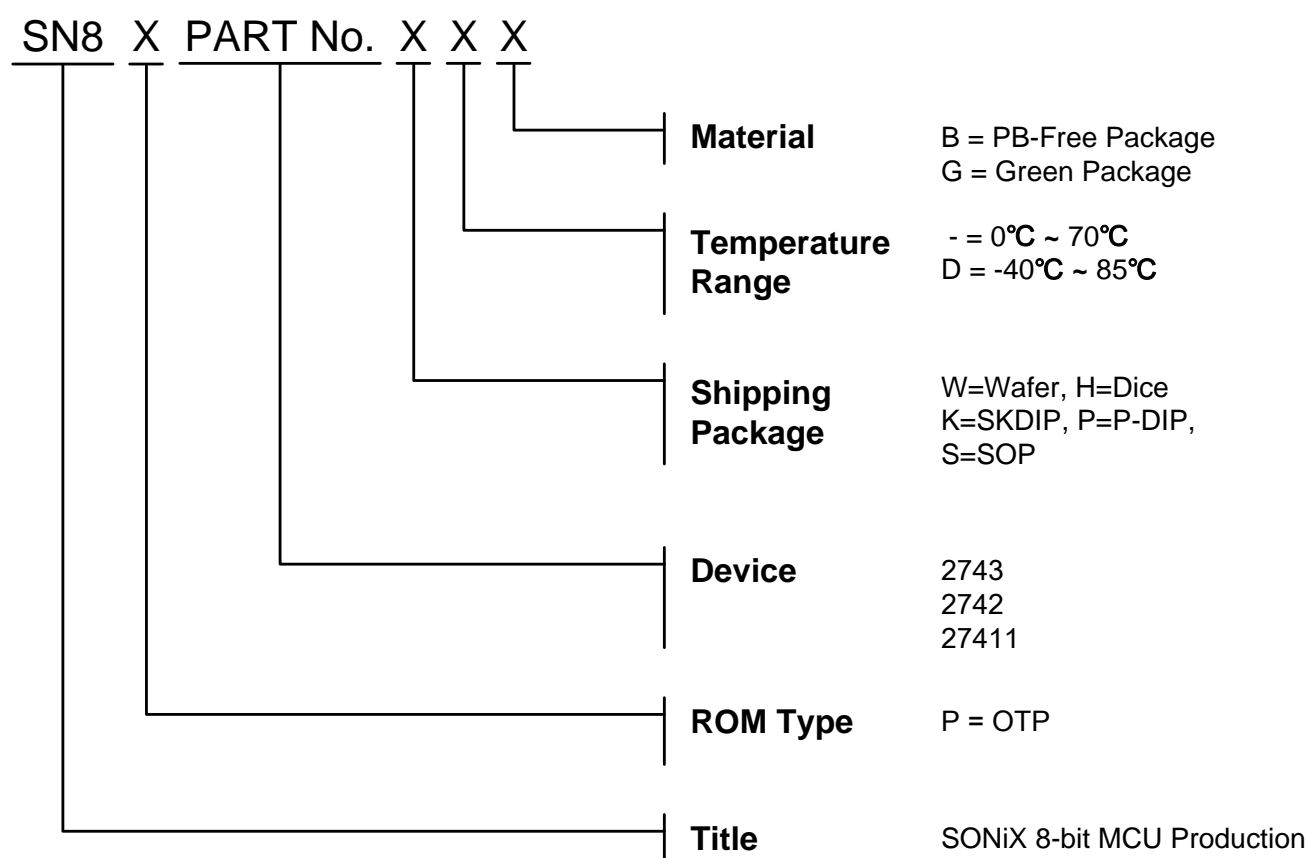 SN8 X PART No. X X X
Material
B = PB-Free Package
G = Green Package
Temperature
Range
- = 0℃ ~ 70℃
D = -40℃ ~ 85℃
Shipping
Package
W=Wafer, H=Dice
K=SKDIP, P=P-DIP,
S=SOP
Device
2743
2742
27411
ROM Type
P = OTP
Title
SONiX 8-bit MCU Production